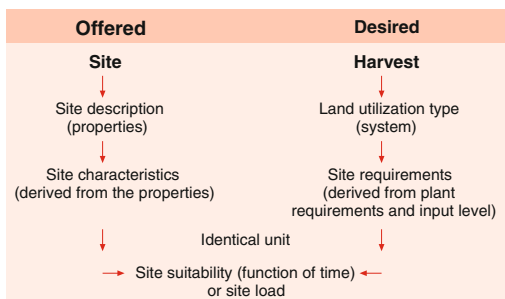 Offered
Desired
Site
Harvest
Site description
(properties)
Land utilization type
(system)
Site characteristics
(derived from the properties)
Site requirements
(derived from plant
requirements and input level)
Identical unit
Site suitability (function of time)
or site load